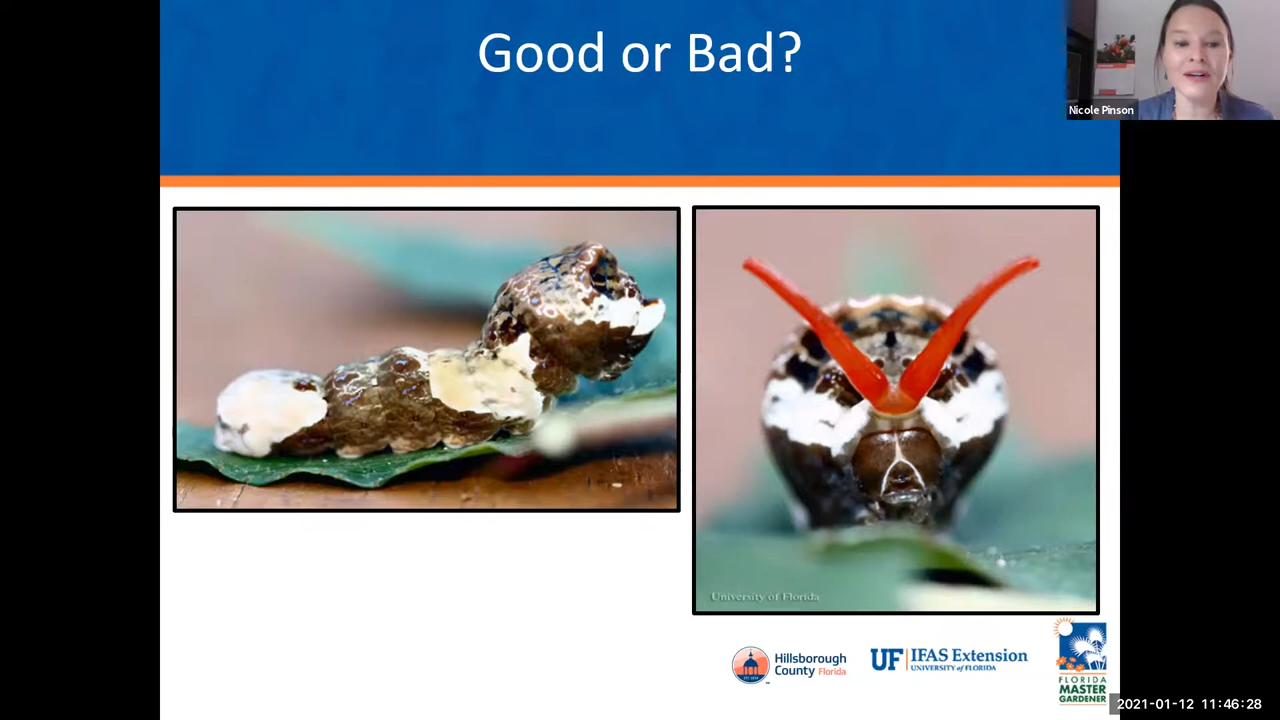 Good or Bad?
Nicole Pinson
University of Florida
Hillsborough
County Florida
UF IFAS Extension
UNIVERSITY of FLORIDA
FLORIDA
MASTER
GARDENER
2021-01-12 11:46:28